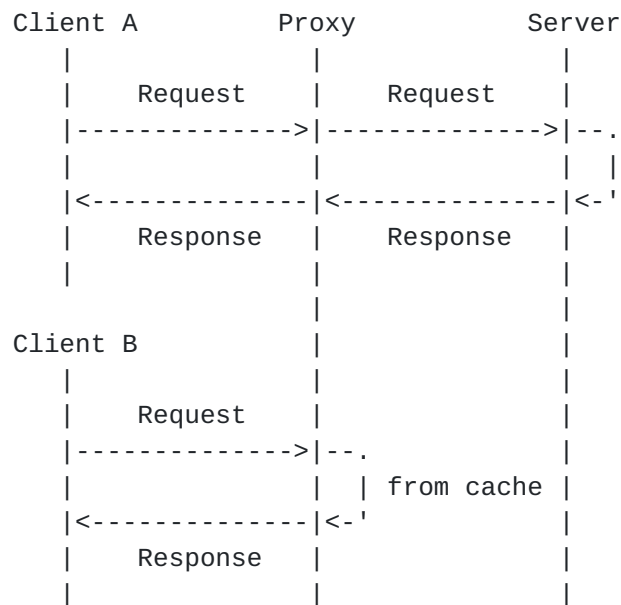 Client A Proxy Server
Request Request
Response Response
Client B
Request
from cache
Response